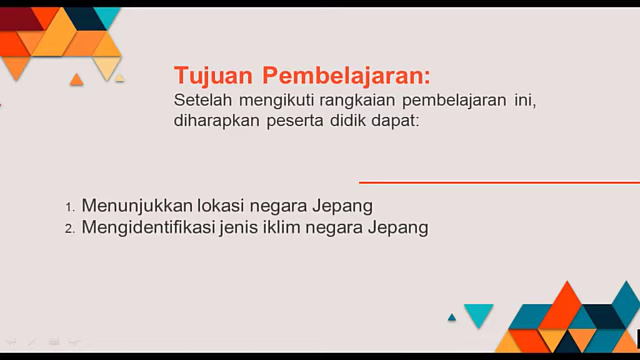 Tujuan Pembelajaran:
Setelah mengikuti rangkaian pembelajaran ini,
diharapkan peserta didik dapat:
1. Menunjukkan lokasi negara Jepang
2. Mengidentifikasi jenis iklim negara Jepang